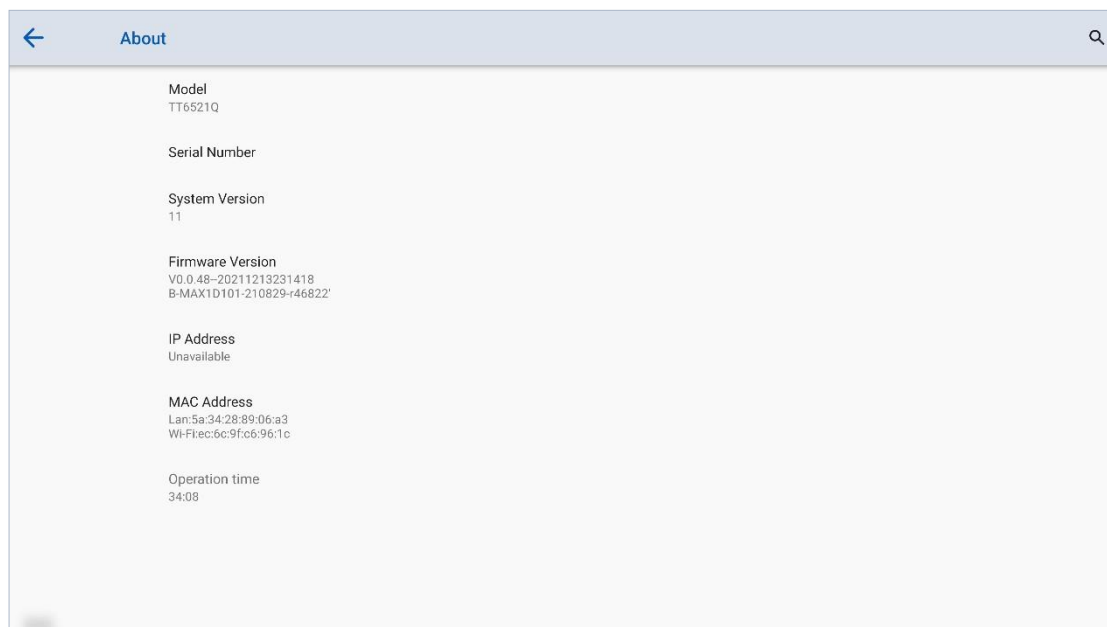 About
Model
TT6521Q
Serial Number
System Version
11
Firmware Version
V0.0.48--20211213231418
B-MAX1D101-210829-r46822'
IP Address
Unavailable
MAC Address
Lan:5a:34:28:89:06:a3
Wi-Fi:ec:6c:9f:c6:96:1c
Operation time
34:08